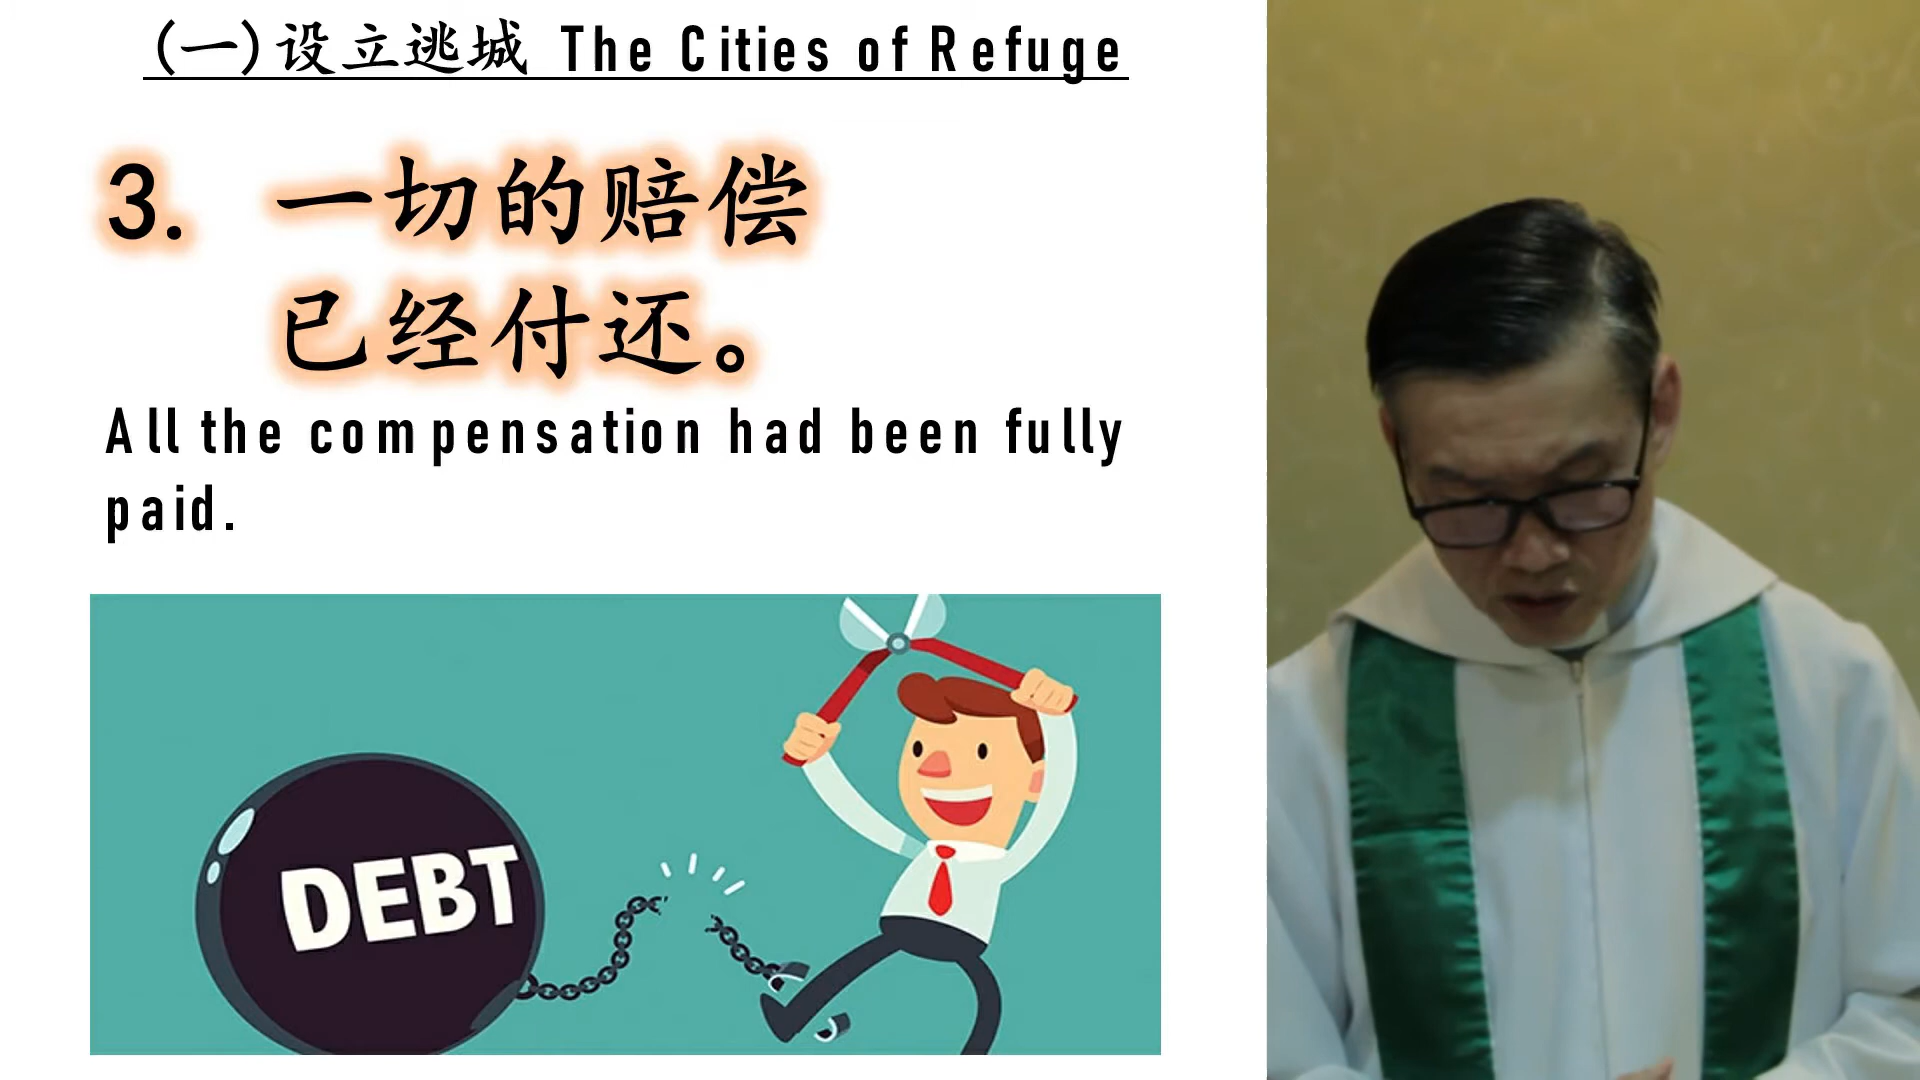 (一)设立逃城 The Cities of Refuge
3. 一切的赔偿
已经付还。
All the compensation had been fully
paid.
DEBT